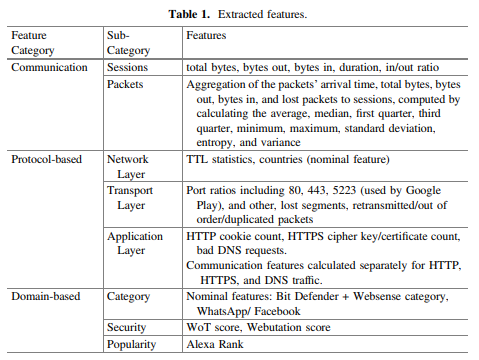 Table 1. Extracted features.
Feature Category
Sub-Category
Features
Communication
Sessions
total bytes, bytes out, bytes in, duration, in/out ratio
Packets
Aggregation of the packets' arrival time, total bytes, bytes
out, bytes in, and lost packets to sessions, computed by
calculating the average, median, first quarter, third
quarter, minimum, maximum, standard deviation,
entropy, and variance
Protocol-based
Network
Layer
TTL statistics, countries (nominal feature)
Transport
Layer
Port ratios including 80, 443, 5223 (used by Google
Play), and other, lost segments, retransmitted/out of
order/duplicated packets
Application
Layer
HTTP cookie count, HTTPS cipher key/certificate count,
bad DNS requests.
Communication features calculated separately for HTTP,
HTTPS, and DNS traffic.
Domain-based
Category
Nominal features: Bit Defender + Websense category,
WhatsApp/ Facebook
Security
WoT score, Webutation score
Popularity
Alexa Rank